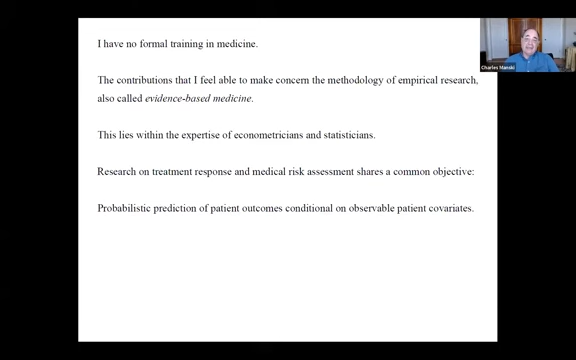 I have no formal training in medicine.
The contributions that I feel able to make concern the methodology of empirical research,
also called evidence-based medicine.
This lies within the expertise of econometricians and statisticians.
Research on treatment response and medical risk assessment shares a common objective:
Probabilistic prediction of patient outcomes conditional on observable patient covariates.
Charles Manski